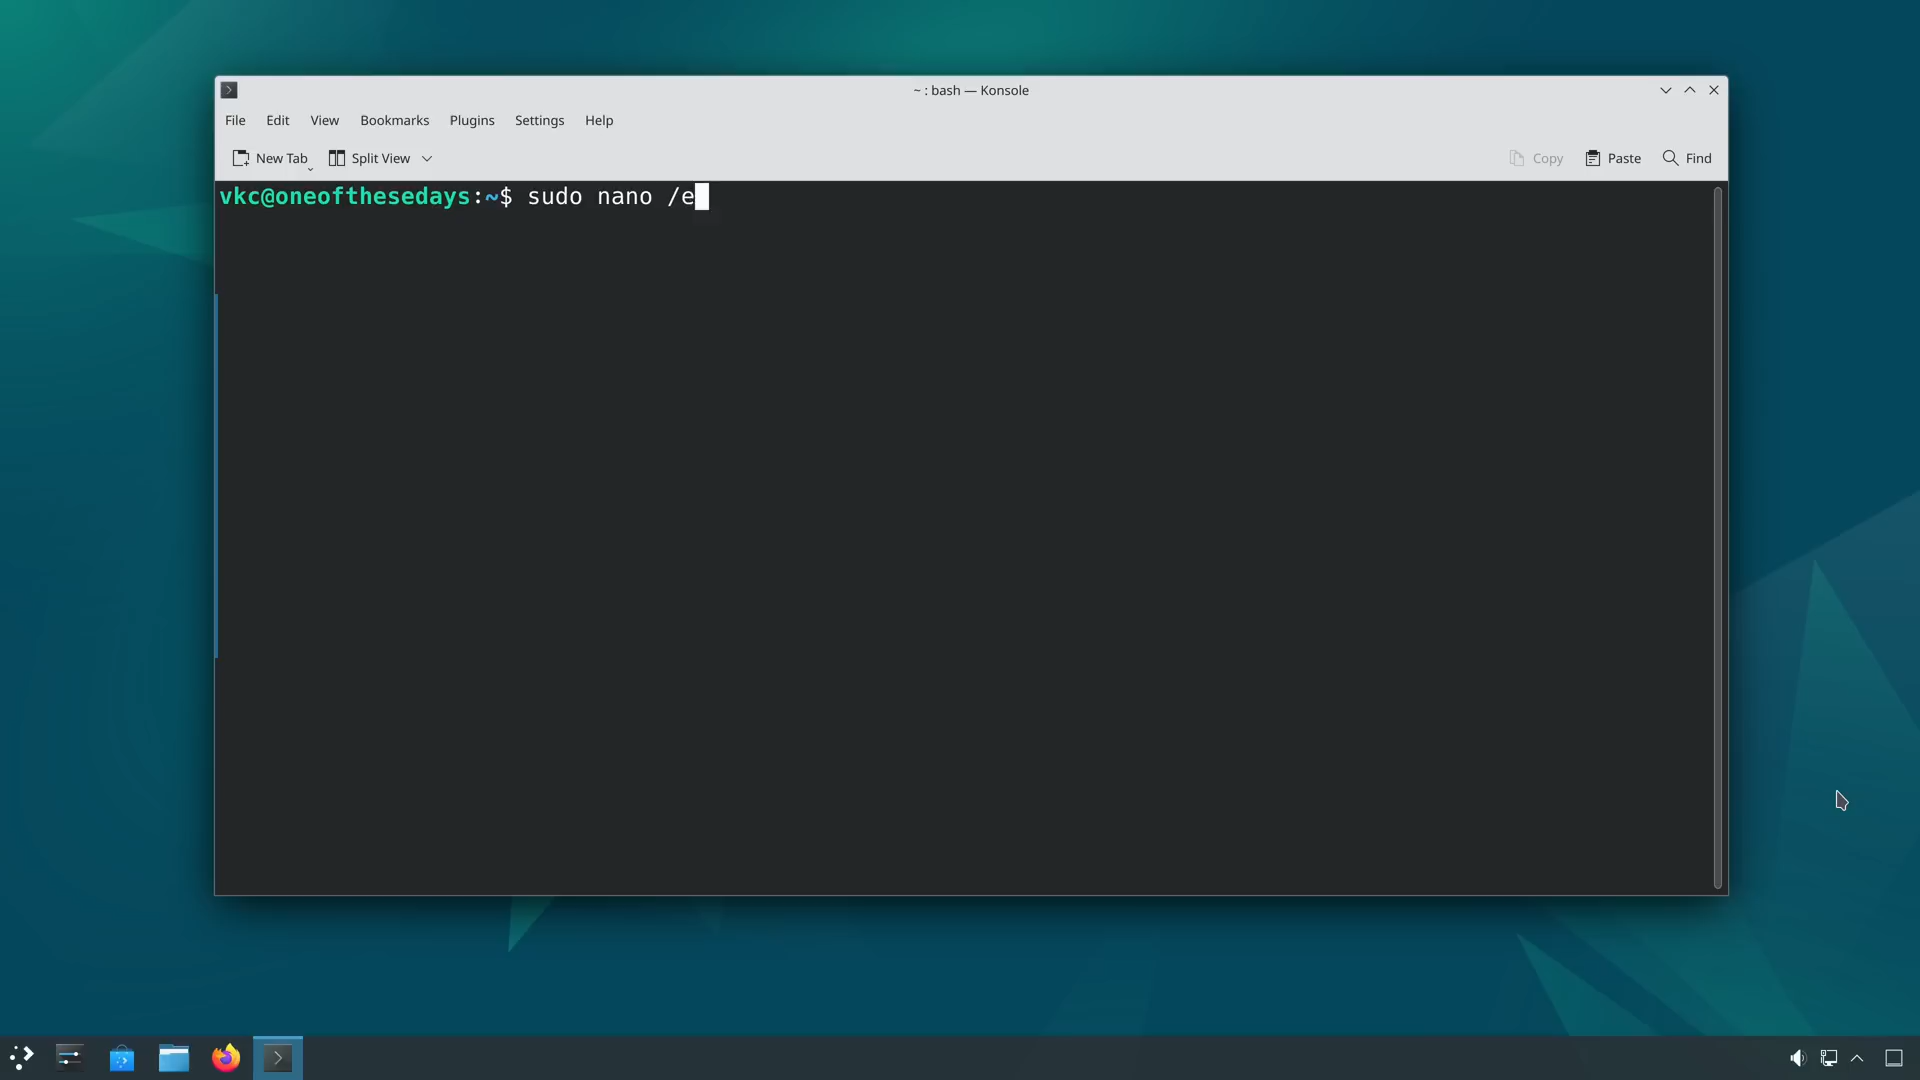 ~ : bash — Konsole
File Edit View Bookmarks Plugins Settings Help
New Tab Split View Copy Paste Find
vkc@oneofthesedays:~$ sudo nano /e